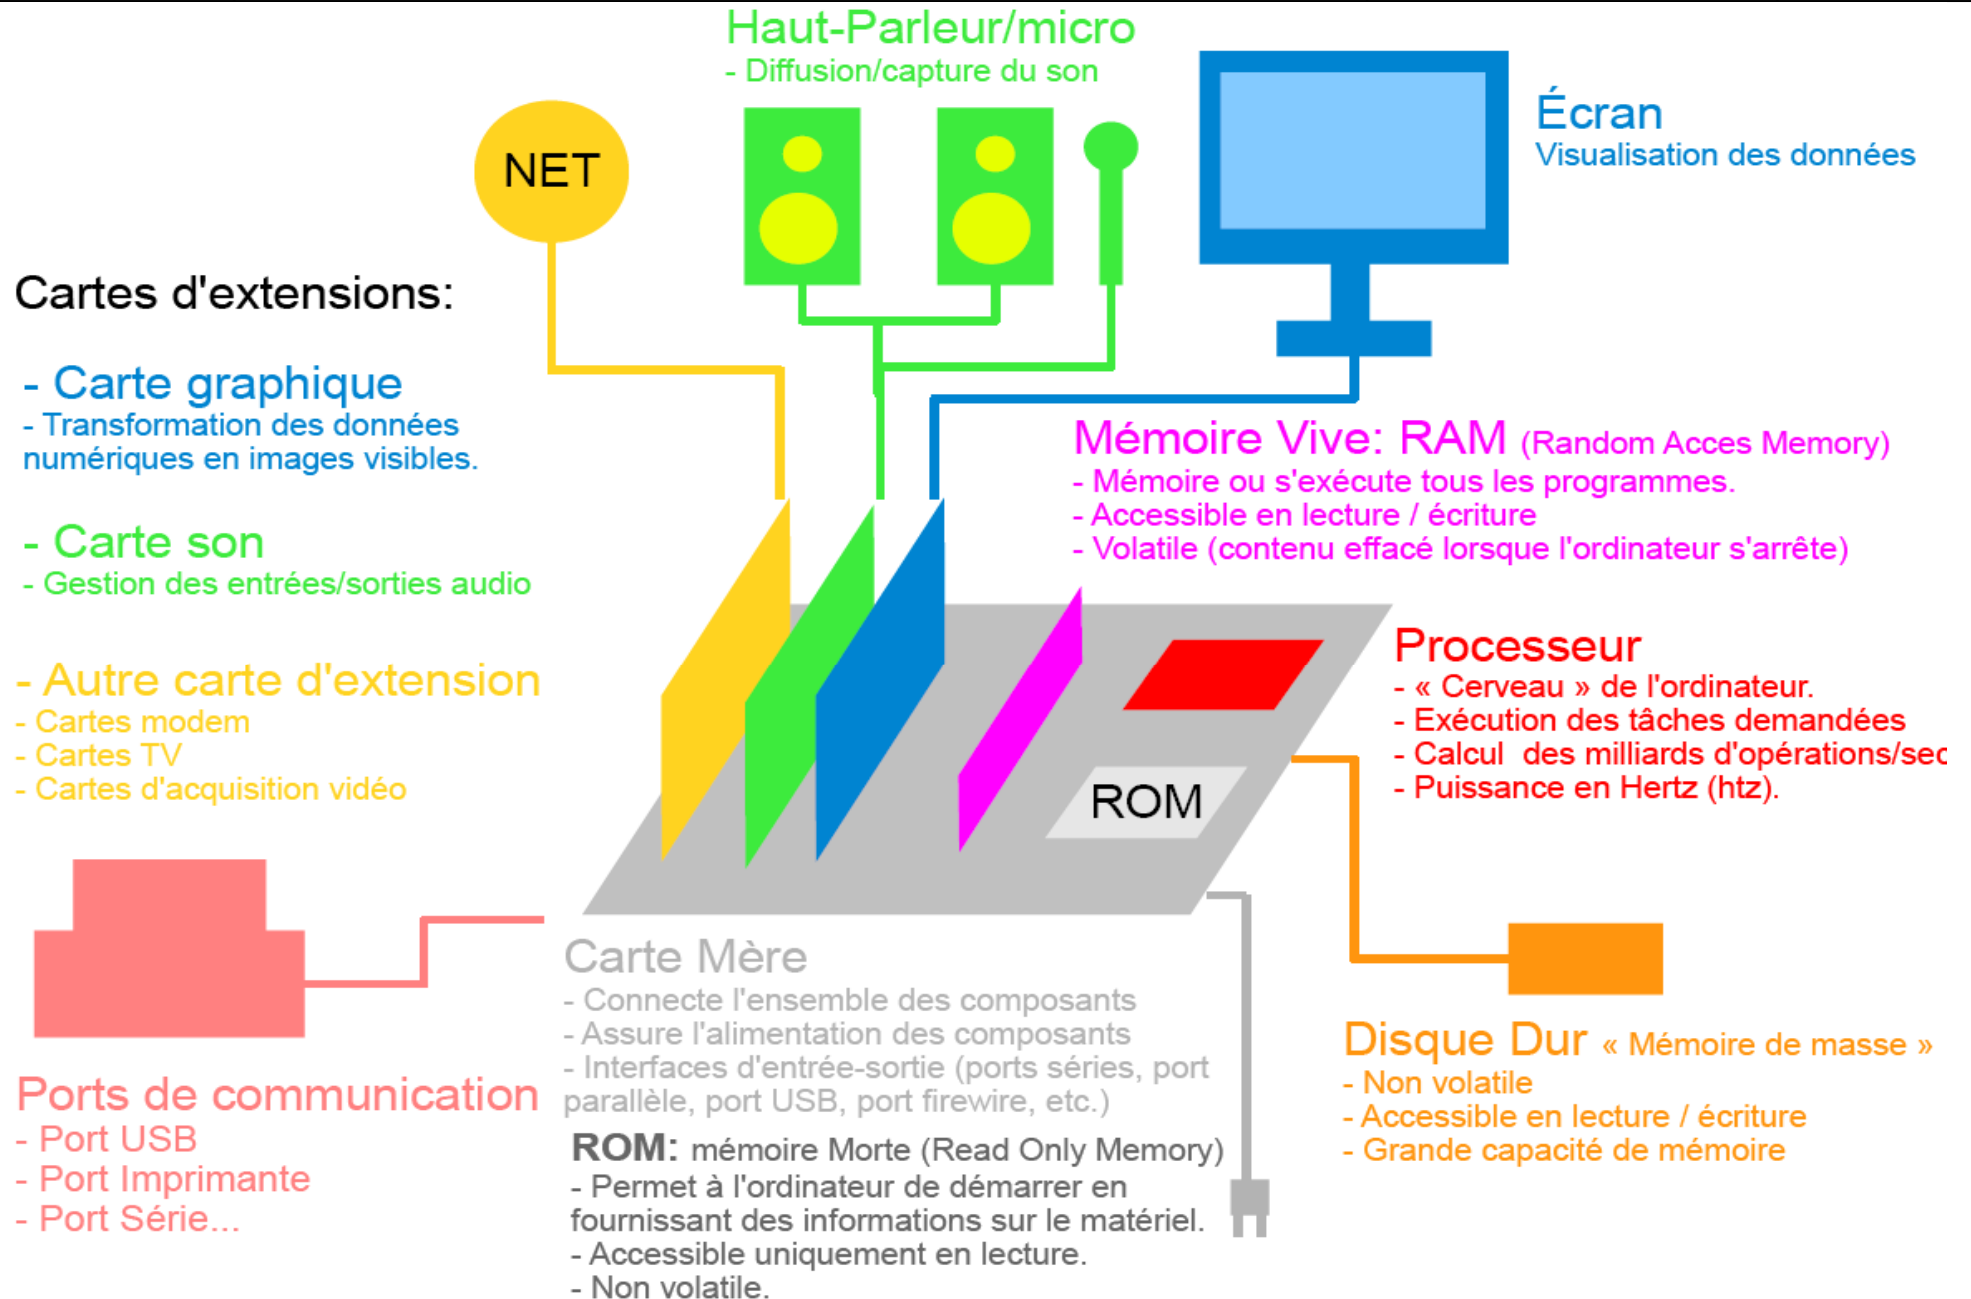 Haut-Parleur/micro
- Diffusion/capture du son
NET
Écran
Visualisation des données
Cartes d'extensions:
- Carte graphique
- Transformation des données
numériques en images visibles.
- Carte son
- Gestion des entrées/sorties audio
- Autre carte d'extension
- Cartes modem
- Cartes TV
- Cartes d'acquisition vidéo
Mémoire Vive: RAM (Random Acces Memory)
- Mémoire ou s'exécute tous les programmes.
- Accessible en lecture / écriture
- Volatile (contenu effacé lorsque l'ordinateur s'arrête)
Processeur
- « Cerveau » de l'ordinateur.
- Exécution des tâches demandées
- Calcul des milliards d'opérations/sec
- Puissance en Hertz (htz).
ROM
Ports de communication
- Port USB
- Port Imprimante
- Port Série...
Carte Mère
- Connecte l'ensemble des composants
- Assure l'alimentation des composants
- Interfaces d'entrée-sortie (ports séries, port
parallèle, port USB, port firewire, etc.)
ROM: mémoire Morte (Read Only Memory)
- Permet à l'ordinateur de démarrer en
fournissant des informations sur le matériel.
- Accessible uniquement en lecture.
- Non volatile.
Disque Dur « Mémoire de masse »
- Non volatile
- Accessible en lecture / écriture
- Grande capacité de mémoire